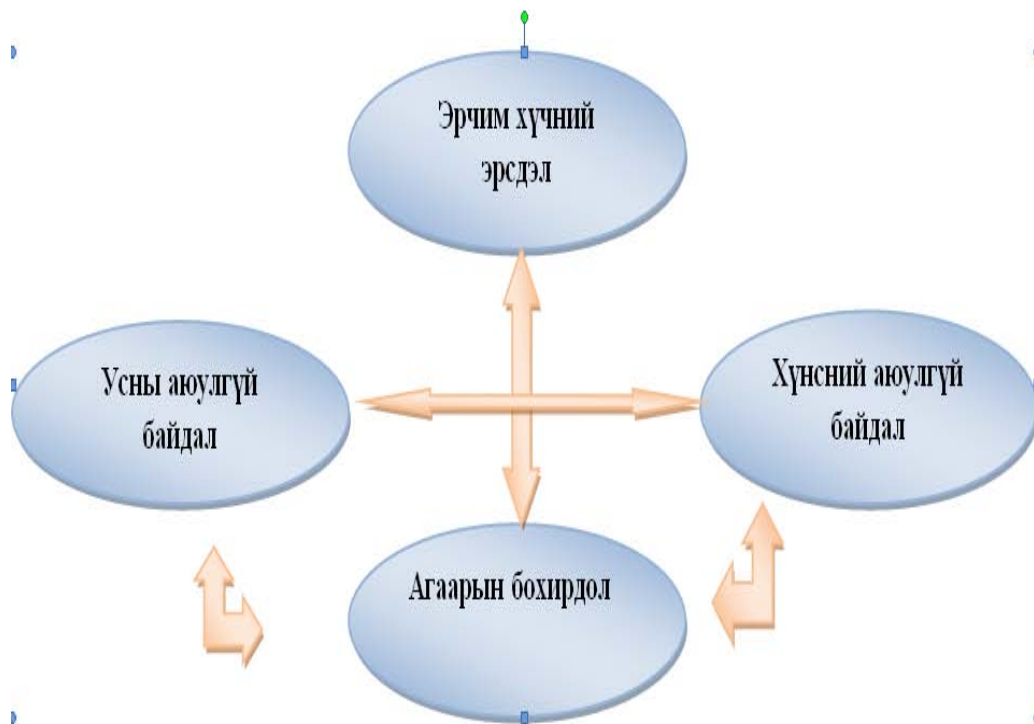 Эрчим хүчний
эрсдэл
Усны аюулгүй
байдал
Хүнсний аюулгүй
байдал
Агаарын бохирдол